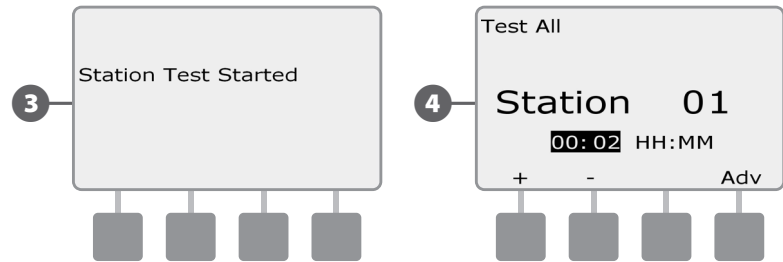 3
Station Test Started
4
Test All
Station 01
00:02 HH:MM
+ - Adv